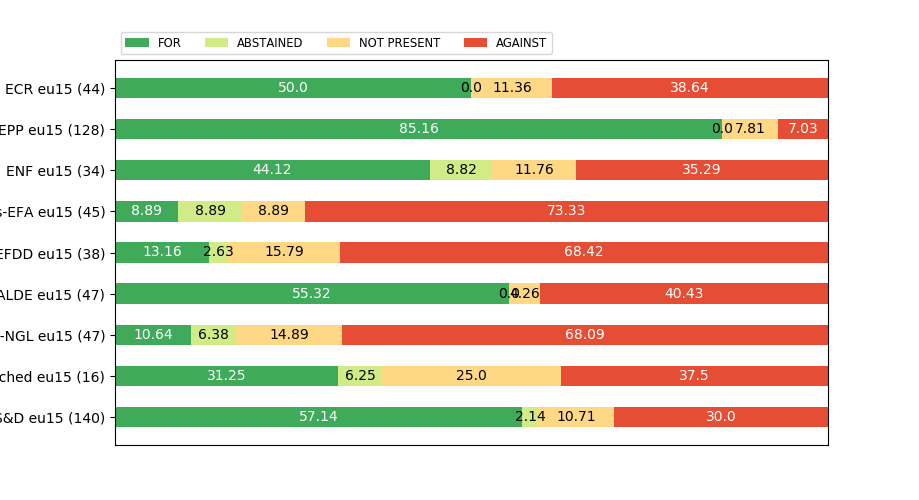 FOR ABSTAINED NOT PRESENT AGAINST
ECR eu15 (44) 50.0 0.0 11.36 38.64
EPP eu15 (128) 85.16 0.0 7.81 7.03
ENF eu15 (34) 44.12 8.82 11.76 35.29
s-EFA eu15 (45) 8.89 8.89 8.89 73.33
EFDD eu15 (38) 13.16 2.63 15.79 68.42
ALDE eu15 (47) 55.32 0.0 4.26 40.43
-NGL eu15 (47) 10.64 6.38 14.89 68.09
ched eu15 (16) 31.25 6.25 25.0 37.5
S&D eu15 (140) 57.14 2.14 10.71 30.0